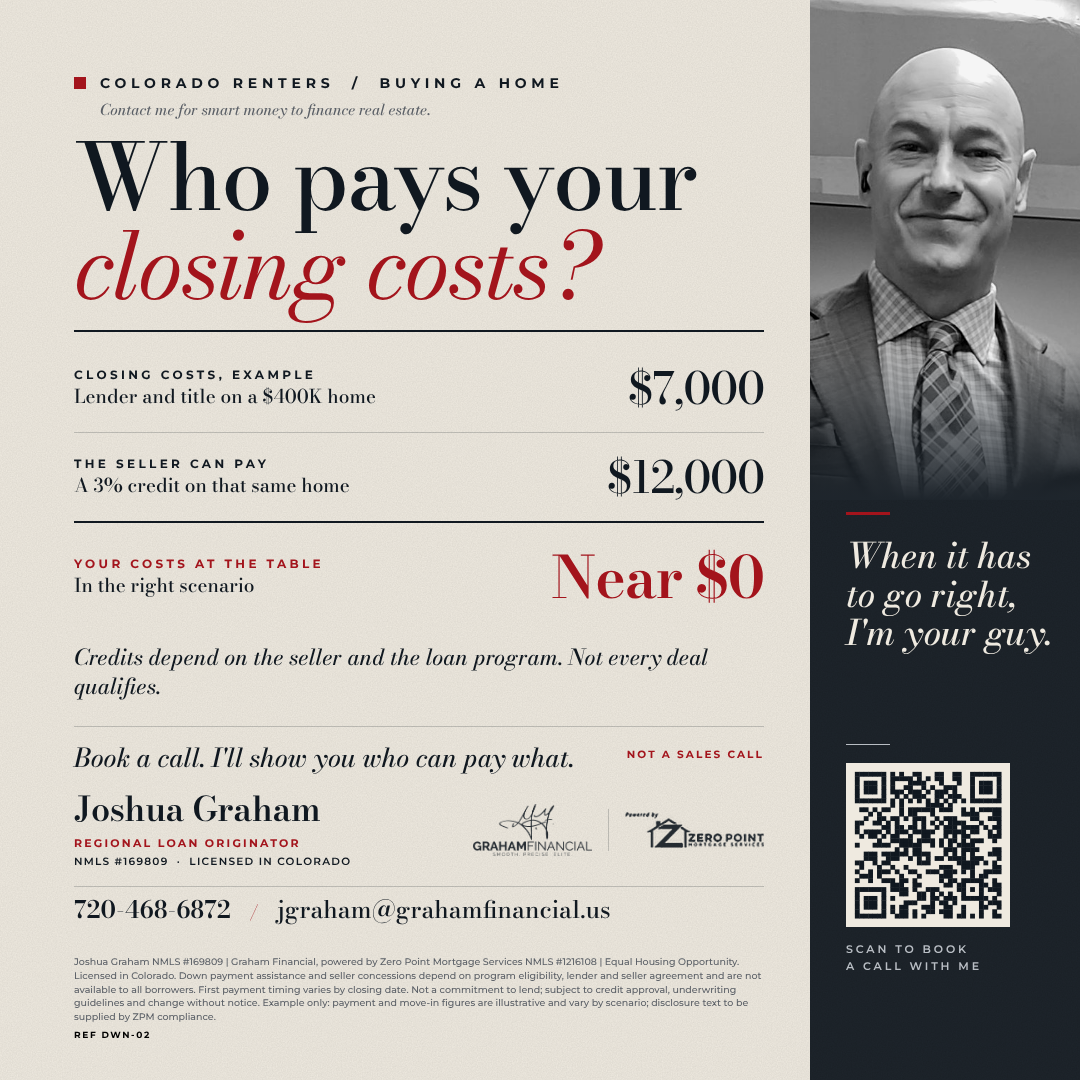 COLORADO RENTERS / BUYING A HOME
Contact me for smart money to finance real estate.
Who pays your
closing costs?
CLOSING COSTS, EXAMPLE
Lender and title on a $400K home
$7,000
THE SELLER CAN PAY
A 3% credit on that same home
$12,000
YOUR COSTS AT THE TABLE
In the right scenario
Near $0
Credits depend on the seller and the loan program. Not every deal
qualifies.
Book a call. I'll show you who can pay what.
NOT A SALES CALL
Joshua Graham
REGIONAL LOAN ORIGINATOR
NMLS #169809 · LICENSED IN COLORADO
GRAHAMFINANCIAL
SMOOTH. PRECISE. ELITE.
Powered by
ZERO POINT
MORTGAGE SERVICES
720-468-6872 / jgraham@grahamfinancial.us
Joshua Graham NMLS #169809 | Graham Financial, powered by Zero Point Mortgage Services NMLS #1216108 | Equal Housing Opportunity.
Licensed in Colorado. Down payment assistance and seller concessions depend on program eligibility, lender and seller agreement and are not
available to all borrowers. First payment timing varies by closing date. Not a commitment to lend; subject to credit approval, underwriting
guidelines and change without notice. Example only: payment and move-in figures are illustrative and vary by scenario; disclosure text to be
supplied by ZPM compliance.
REF DWN-02
When it has
to go right,
I'm your guy.
SCAN TO BOOK
A CALL WITH ME